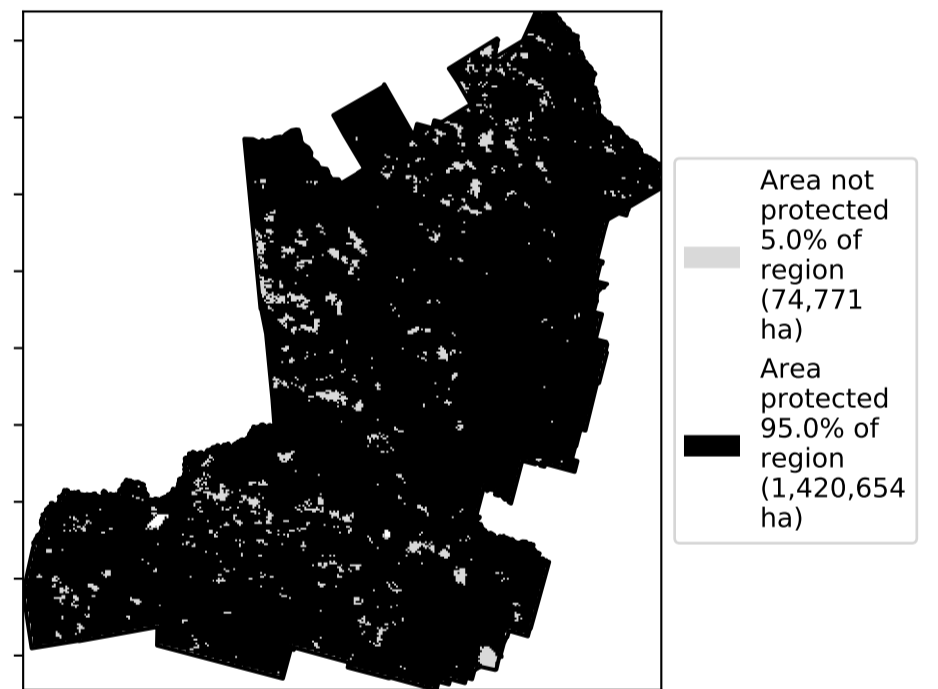 Area not
protected
5.0% of
region
(74,771
ha)
Area
protected
95.0% of
region
(1,420,654
ha)